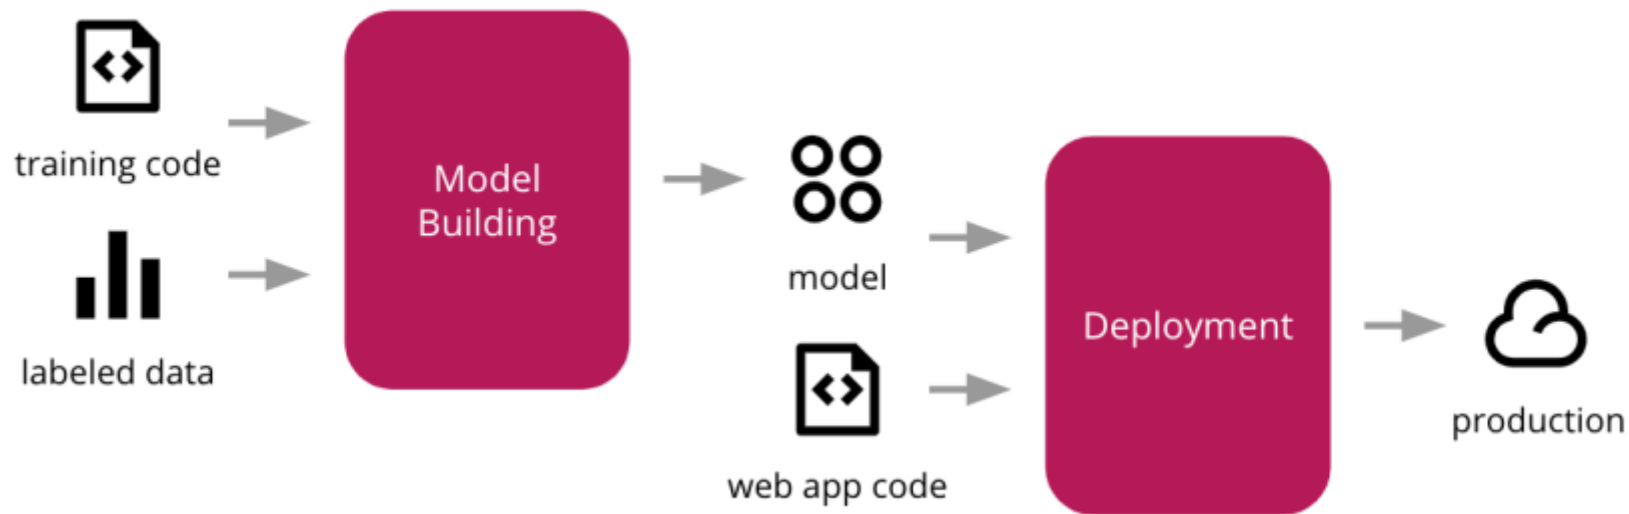 training code
labeled data
Model
Building
model
web app code
Deployment
production